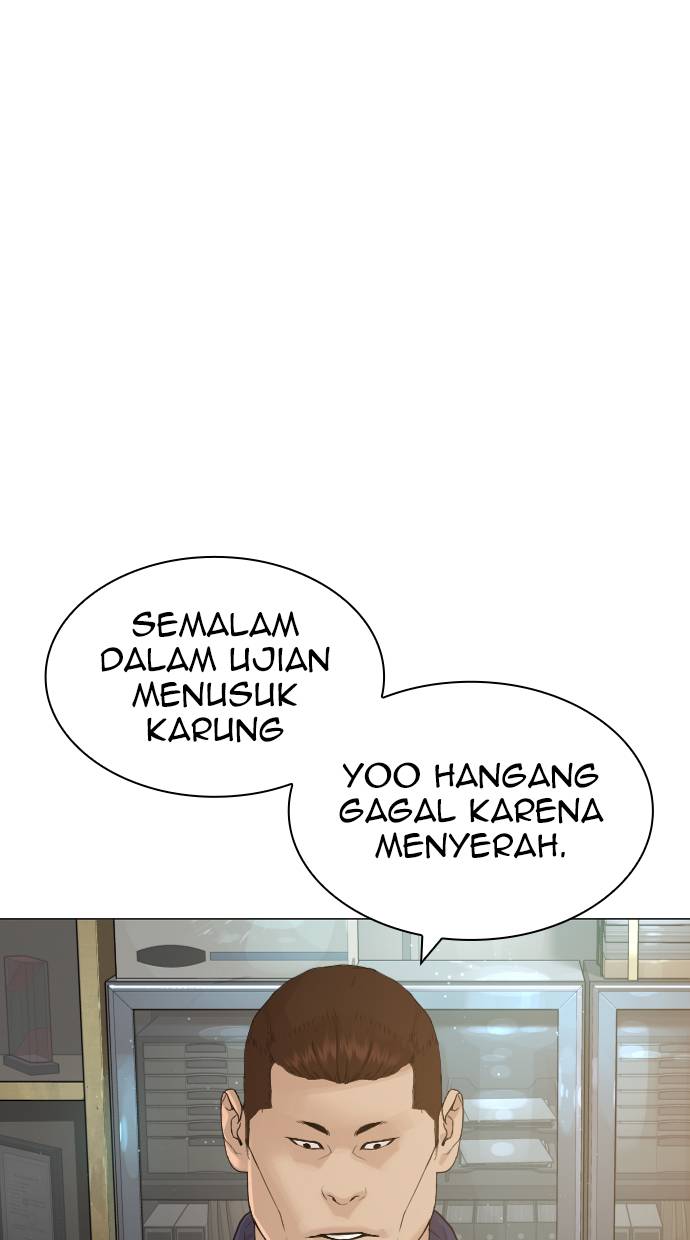 SEMALAM
DALAM UJIAN
MENUSUK
KARUNG
YOO HANGANG
GAGAL KARENA
MENYERAH.